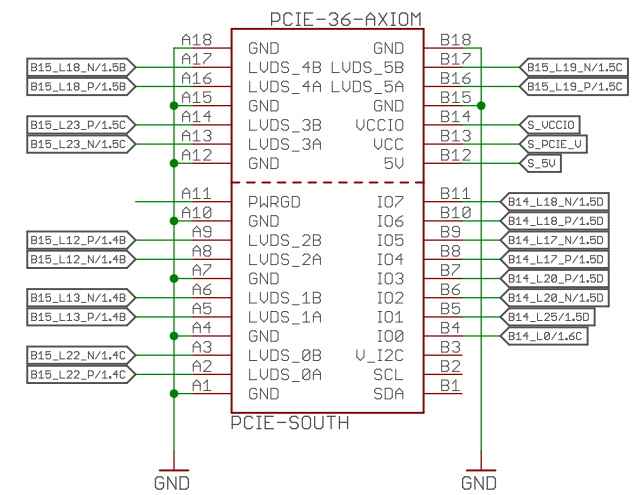 PCIE-36-AXIOM
A18 GND GND B18
B15_L18_N/1.5B A17 LVDS_4B LVDS_5B B17 B15_L19_N/1.5C
B15_L18_P/1.5B A16 LVDS_4A LVDS_5A B16 B15_L19_P/1.5C
A15 GND GND B15
B15_L23_P/1.5C A14 LVDS_3B VCCIO B14 S_VCCIO
B15_L23_N/1.5C A13 LVDS_3A VCC B13 S_PCIE_V
A12 GND 5V B12 S_5V
A11 PWRGD IO7 B11 B14_L18_N/1.5D
A10 GND IO6 B10 B14_L18_P/1.5D
B15_L12_P/1.4B A9 LVDS_2B IO5 B9 B14_L17_N/1.5D
B15_L12_N/1.4B A8 LVDS_2A IO4 B8 B14_L17_P/1.5D
A7 GND IO3 B7 B14_L20_P/1.5D
B15_L13_N/1.4B A6 LVDS_1B IO2 B6 B14_L20_N/1.5D
B15_L13_P/1.4B A5 LVDS_1A IO1 B5 B14_L25/1.5D
A4 GND IO0 B4 B14_L0/1.6C
B15_L22_N/1.4C A3 LVDS_0B V_I2C B3
B15_L22_P/1.4C A2 LVDS_0A SCL B2
A1 GND SDA B1
PCIE-SOUTH
GND GND